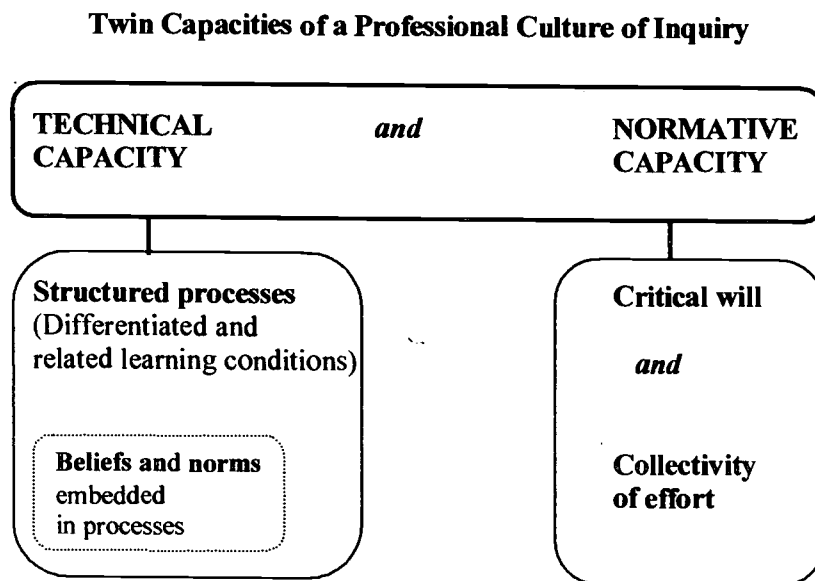 Twin Capacities of a Professional Culture of Inquiry
TECHNICAL CAPACITY
and
NORMATIVE CAPACITY
Structured processes
(Differentiated and
related learning conditions)
Beliefs and norms
embedded
in processes
Critical will
and
Collectivity
of effort